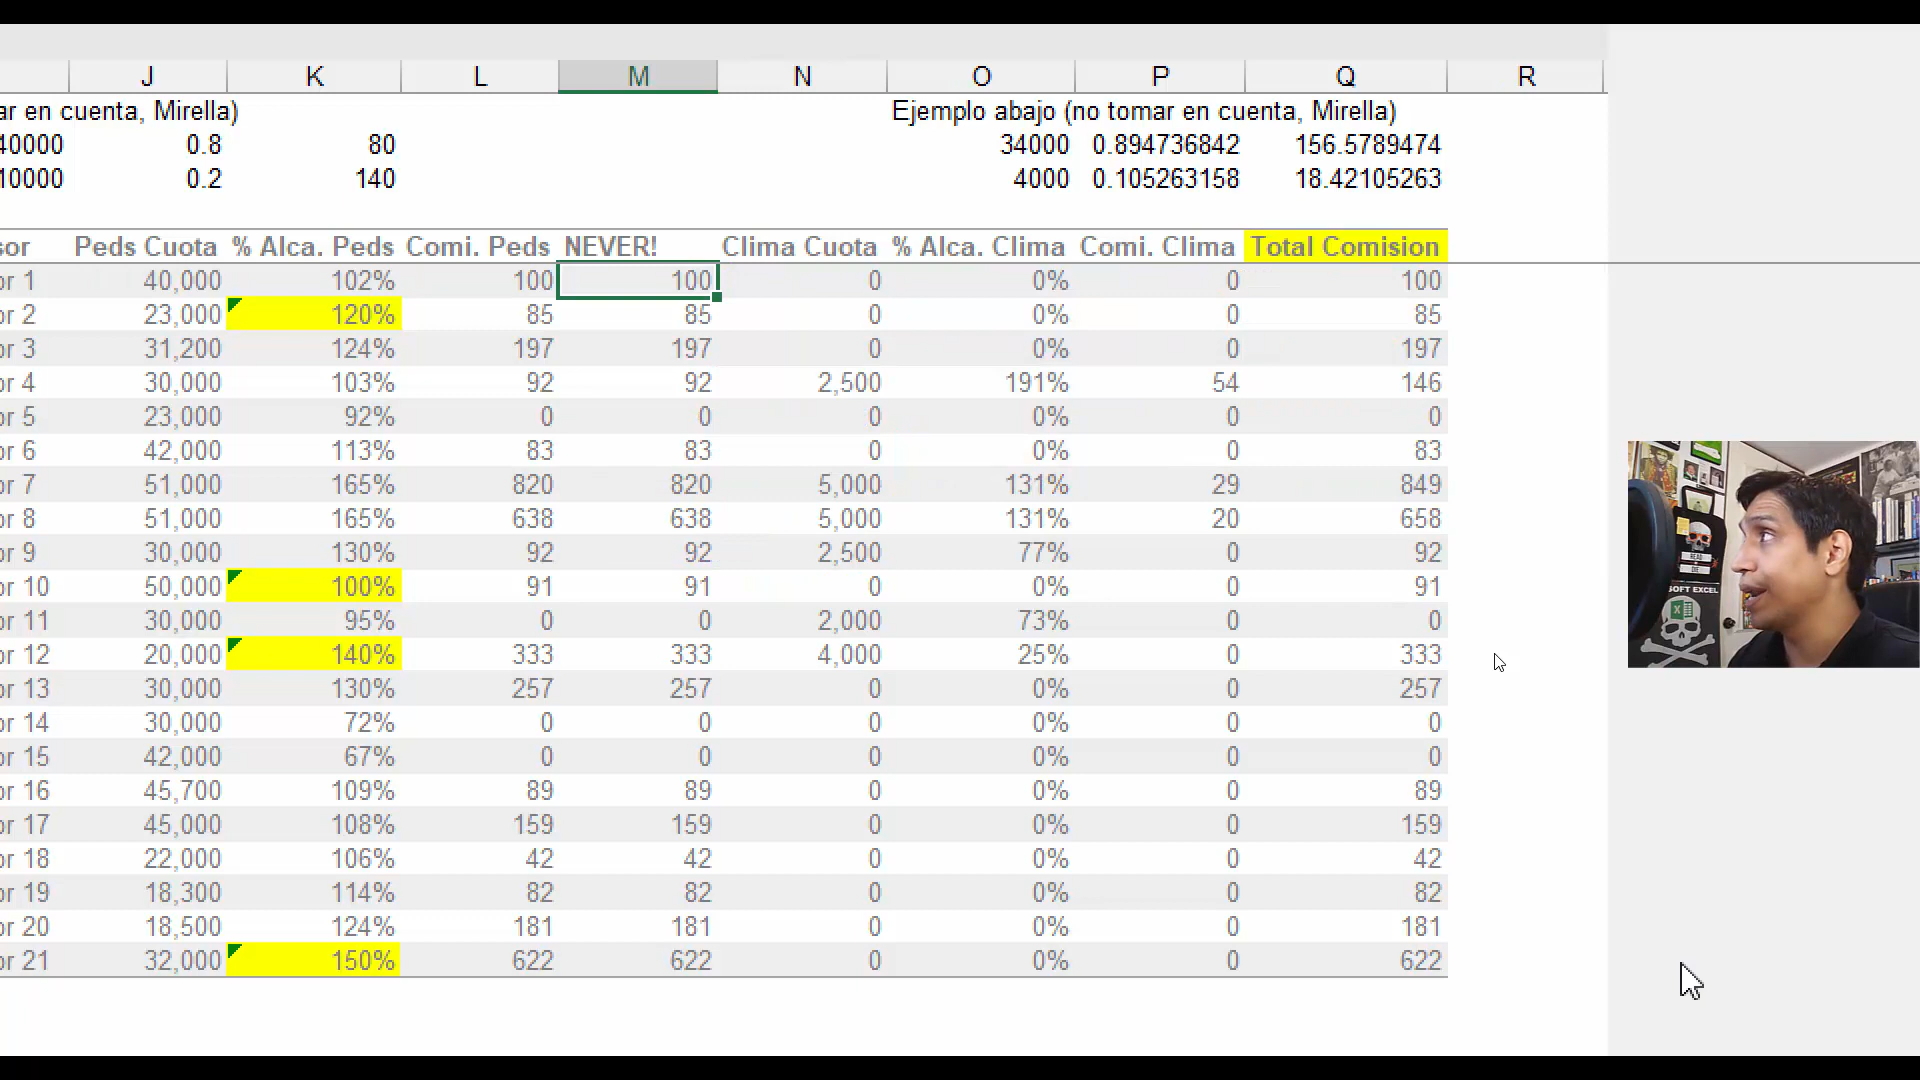 J K L M N O P Q R
ar en cuenta, Mirella) Ejemplo abajo (no tomar en cuenta, Mirella)
40000 0.8 80 34000 0.894736842 156.5789474
10000 0.2 140 4000 0.105263158 18.42105263
sor Peds Cuota % Alca. Peds Comi. Peds NEVER! Clima Cuota % Alca. Clima Comi. Clima Total Comision
or 1 40,000 102% 100 100 0 0% 0 100
or 2 23,000 120% 85 85 0 0% 0 85
or 3 31,200 124% 197 197 0 0% 0 197
or 4 30,000 103% 92 92 2,500 191% 54 146
or 5 23,000 92% 0 0 0 0% 0 0
or 6 42,000 113% 83 83 0 0% 0 83
or 7 51,000 165% 820 820 5,000 131% 29 849
or 8 51,000 165% 638 638 5,000 131% 20 658
or 9 30,000 130% 92 92 2,500 77% 0 92
or 10 50,000 100% 91 91 0 0% 0 91
or 11 30,000 95% 0 0 2,000 73% 0 0
or 12 20,000 140% 333 333 4,000 25% 0 333
or 13 30,000 130% 257 257 0 0% 0 257
or 14 30,000 72% 0 0 0 0% 0 0
or 15 42,000 67% 0 0 0 0% 0 0
or 16 45,700 109% 89 89 0 0% 0 89
or 17 45,000 108% 159 159 0 0% 0 159
or 18 22,000 106% 42 42 0 0% 0 42
or 19 18,300 114% 82 82 0 0% 0 82
or 20 18,500 124% 181 181 0 0% 0 181
or 21 32,000 150% 622 622 0 0% 0 622
READ
DIE
SOFT EXCEL